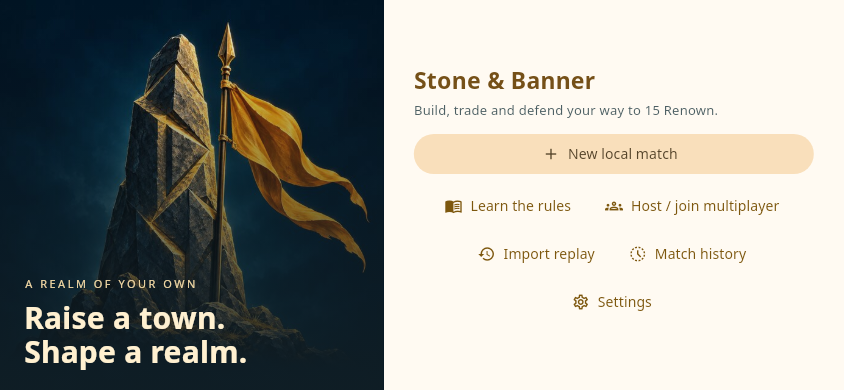 A REALM OF YOUR OWN
Raise a town.
Shape a realm.
Stone & Banner
Build, trade and defend your way to 15 Renown.
New local match
Learn the rules
Host / join multiplayer
Import replay
Match history
Settings